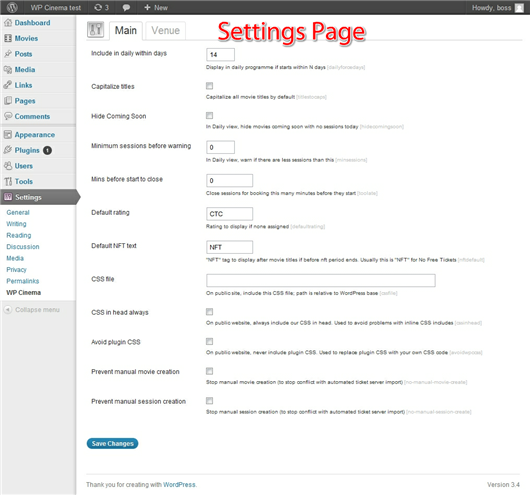 WP Cinema test
3
+ New
Howdy, boss
Dashboard
Movies
Posts
Media
Links
Pages
Comments
Appearance
Plugins 1
Users
Tools
Settings
General
Writing
Reading
Discussion
Media
Privacy
Permalinks
WP Cinema
Collapse menu
Main
Venue
Settings Page
Include in daily within days
14
Display in daily programme if starts within N days
Capitalize titles
Capitalize all movie titles by default
Hide Coming Soon
In Daily view, hide movies coming soon with no sessions today [hidecomingsoon]
Minimum sessions before warning
0
In Daily view, warn if there are less sessions than this [minsessions]
Mins before start to close
0
Close sessions for booking this many minutes before they start
Default rating
CTC
Rating to display if none assigned [defaultrating]
Default NFT text
NFT
"NFT" tag to display after movie titles if before nft period ends. Usually this is "NFT" for No Free Tickets [nftdefault]
CSS file
On public site, include this CSS file; path is relative to WordPress base [cssfile]
CSS in head always
On public website, always include our CSS in head. Used to avoid problems with inline CSS includes [cssinhead]
Avoid plugin CSS
On public website, never include plugin CSS. Used to replace plugin CSS with your own CSS code
Prevent manual movie creation
Stop manual movie creation (to stop conflict with automated ticket server import) [no-manual-movie-create]
Prevent manual session creation
Stop manual session creation (to stop conflict with automated ticket server import) [no-manual-session-create]
Save Changes
Thank you for creating with WordPress.
Version 3.4